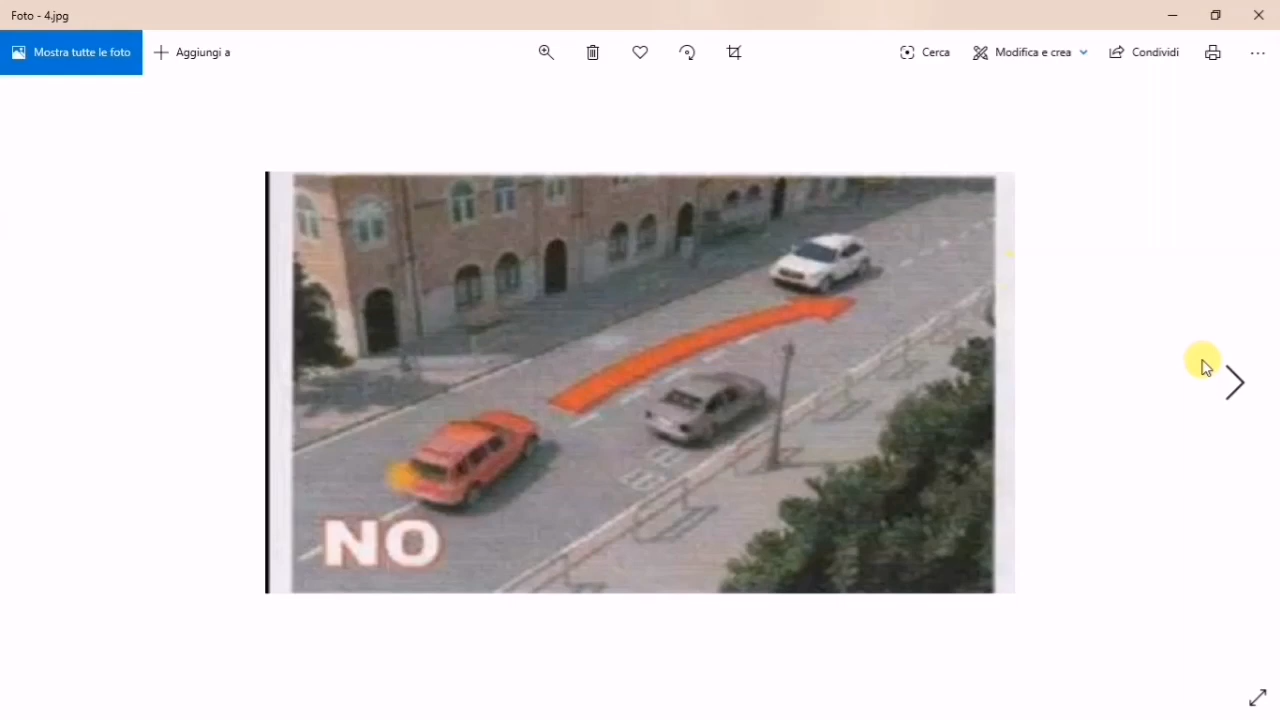 Foto - 4.jpg
Mostra tutte le foto
Aggiungi a
Cerca
Modifica e crea
Condividi
NO